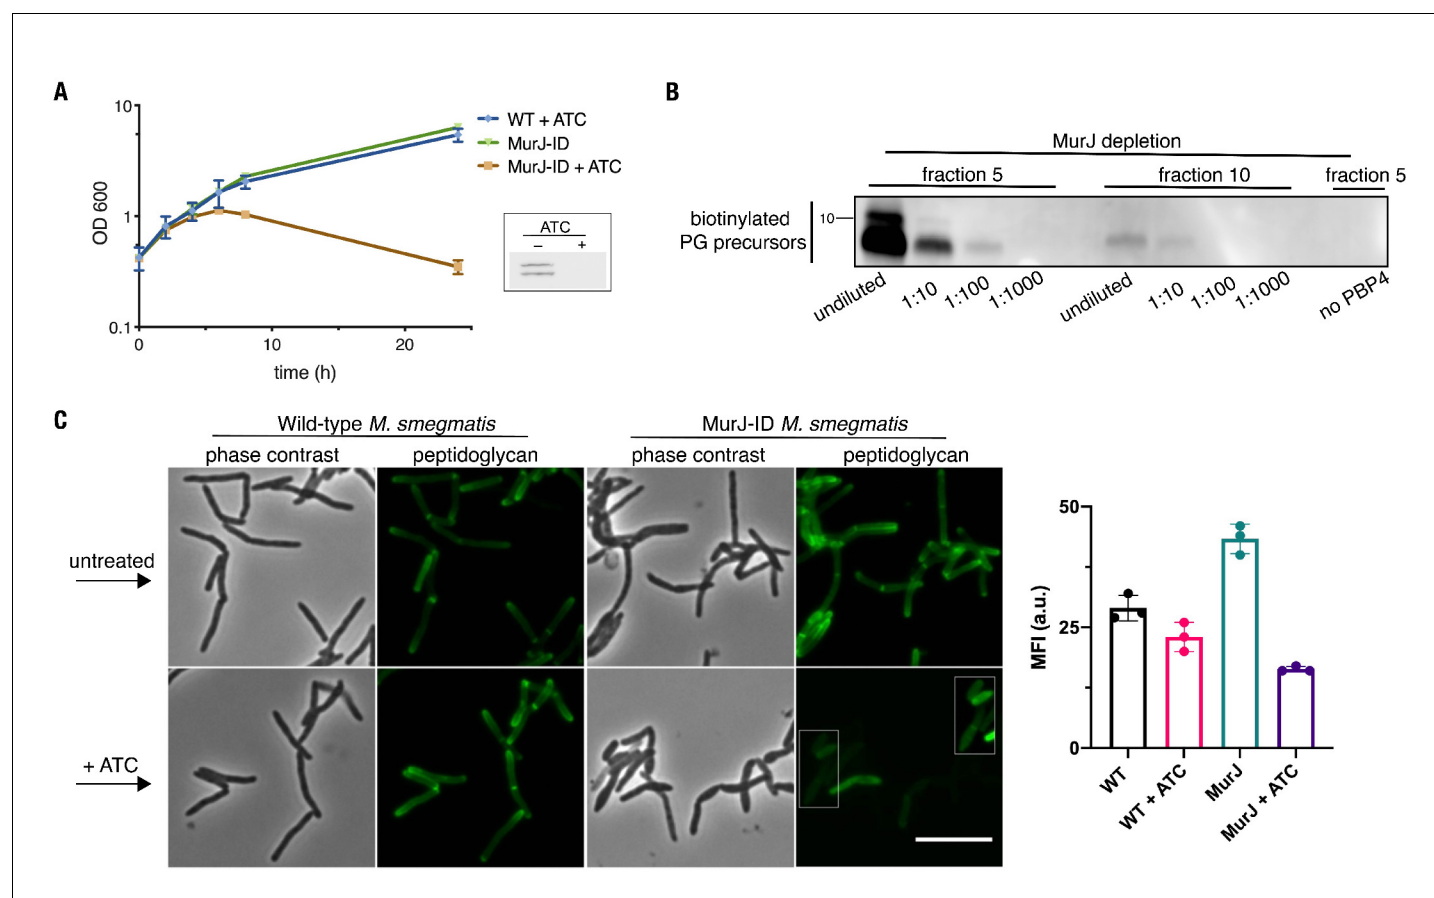 A
10
1
0.1
OD 600
0
10
20
time (h)
WT + ATC
MurJ-ID
MurJ-ID + ATC
ATC
– +
B
MurJ depletion
fraction 5
fraction 10
fraction 5
biotinylated
PG precursors
10
undiluted
1:10
1:100
1:1000
undiluted
1:10
1:100
1:1000
no PBP4
C
Wild-type M. smegmatis
MurJ-ID M. smegmatis
phase contrast
peptidoglycan
phase contrast
peptidoglycan
untreated
+ ATC
50
25
0
MFI (a.u.)
WT
WT + ATC
MurJ
MurJ + ATC